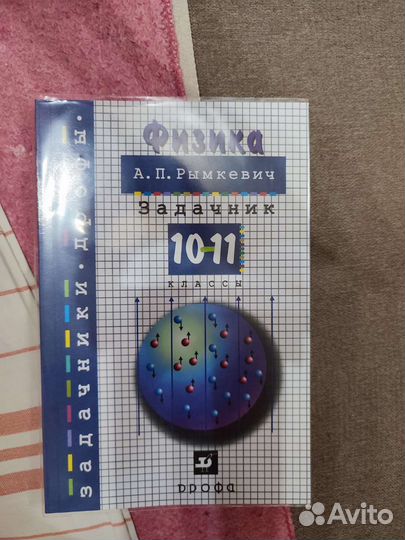 Физика
А.П.Рымкевич
Задачник
10-11
КЛАССЫ
задачники·дрофы·
дрофа
Avito